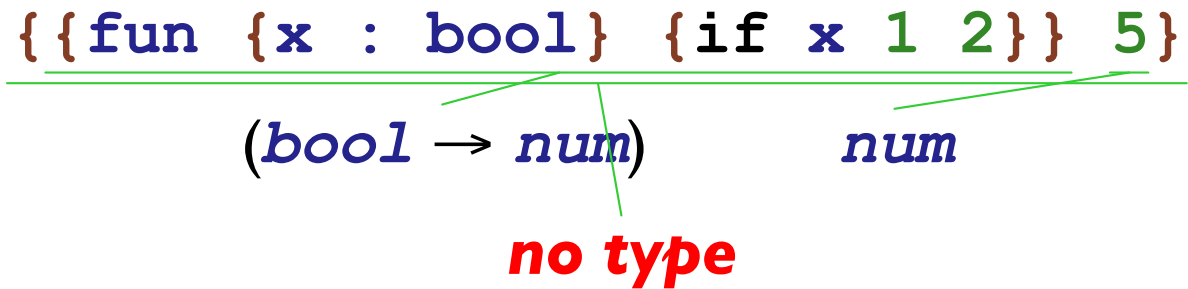 {{fun {x : bool} {if x 1 2}} 5}
(bool → num) num
no type